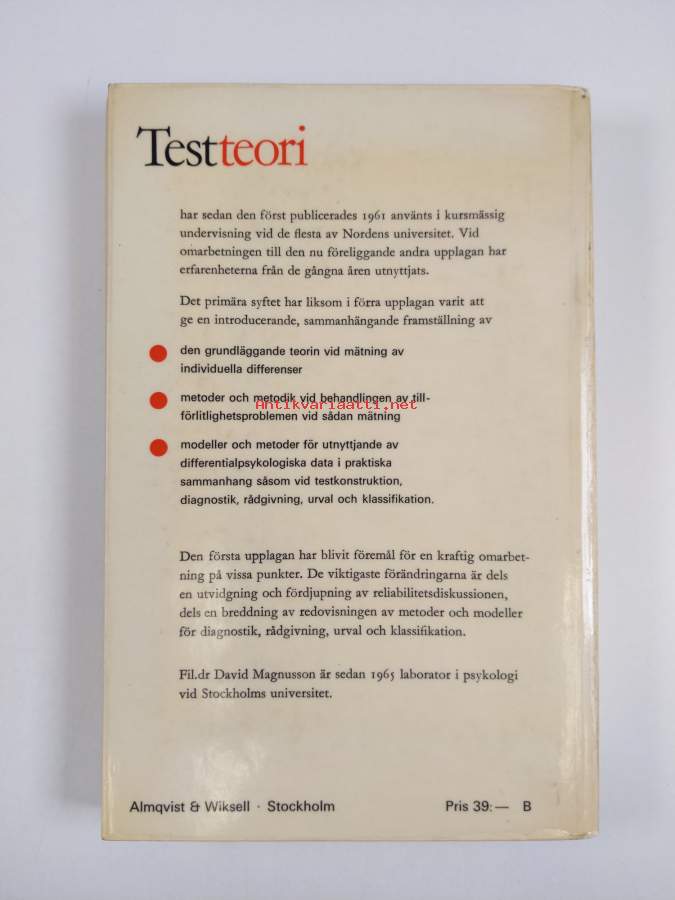 Testteori
har sedan den först publicerades 1961 använts i kursmässig
undervisning vid de flesta av Nordens universitet. Vid
omarbetningen till den nu föreliggande andra upplagan har
erfarenheterna från de gångna åren utnyttjats.
Det primära syftet har liksom i förra upplagan varit att
ge en introducerande, sammanhängande framställning av
den grundläggande teorin vid mätning av
individuella differenser
metoder och metodik vid behandlingen av till-
Antikvariaatti.net
förlitlighetsproblemen vid sådan mätning
modeller och metoder för utnyttjande av
differentialpsykologiska data i praktiska
sammanhang såsom vid testkonstruktion,
diagnostik, rådgivning, urval och klassifikation.
Den första upplagan har blivit föremål för en kraftig omarbet-
ning på vissa punkter. De viktigaste förändringarna är dels
en utvidgning och fördjupning av reliabilitetsdiskussionen,
dels en breddning av redovisningen av metoder och modeller
för diagnostik, rådgivning, urval och klassifikation.
Fil.dr David Magnusson är sedan 1965 laborator i psykologi
vid Stockholms universitet.
Almqvist & Wiksell · Stockholm Pris 39:— B